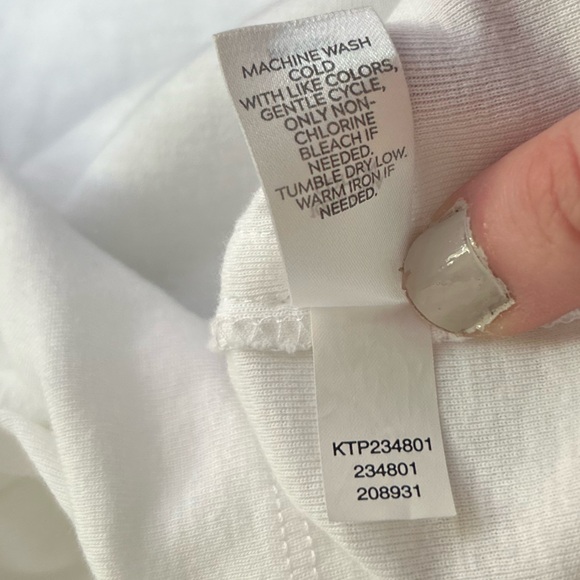 MACHINE WASH
COLD
WITH LIKE COLORS,
GENTLE CYCLE,
ONLY NON-
CHLORINE
BLEACH IF
NEEDED.
TUMBLE DRY LOW.
WARM IRON IF
NEEDED.
KTP234801
234801
208931